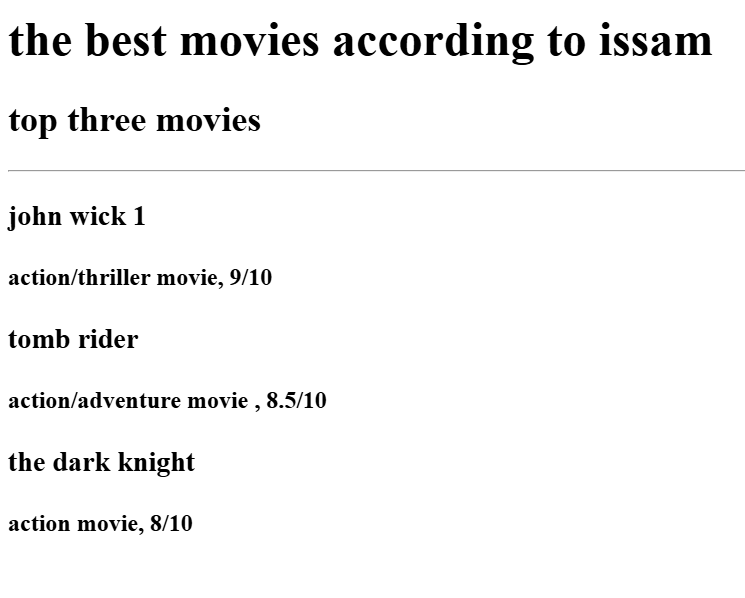 the best movies according to issam
top three movies
john wick 1
action/thriller movie, 9/10
tomb rider
action/adventure movie , 8.5/10
the dark knight
action movie, 8/10